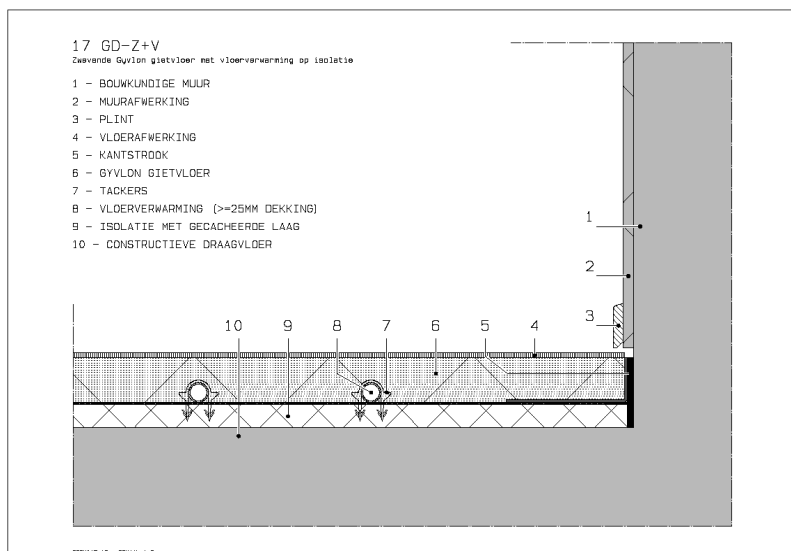 17 GD-Z+V
Zwevende Gyvlon gietvloer met vloerverwarming op isolatie
1 - BOUWKUNDIGE MUUR
2 - MUURAFWERKING
3 - PLINT
4 - VLOERAFWERKING
5 - KANTSTROOK
6 - GYVLON GIETVLOER
7 - TACKERS
8 - VLOERVERWARMING (>=25MM DEKKING)
9 - ISOLATIE MET GECACHEERDE LAAG
10 - CONSTRUCTIEVE DRAAGVLOER
1
2
3
10 9 8 7 6 5 4